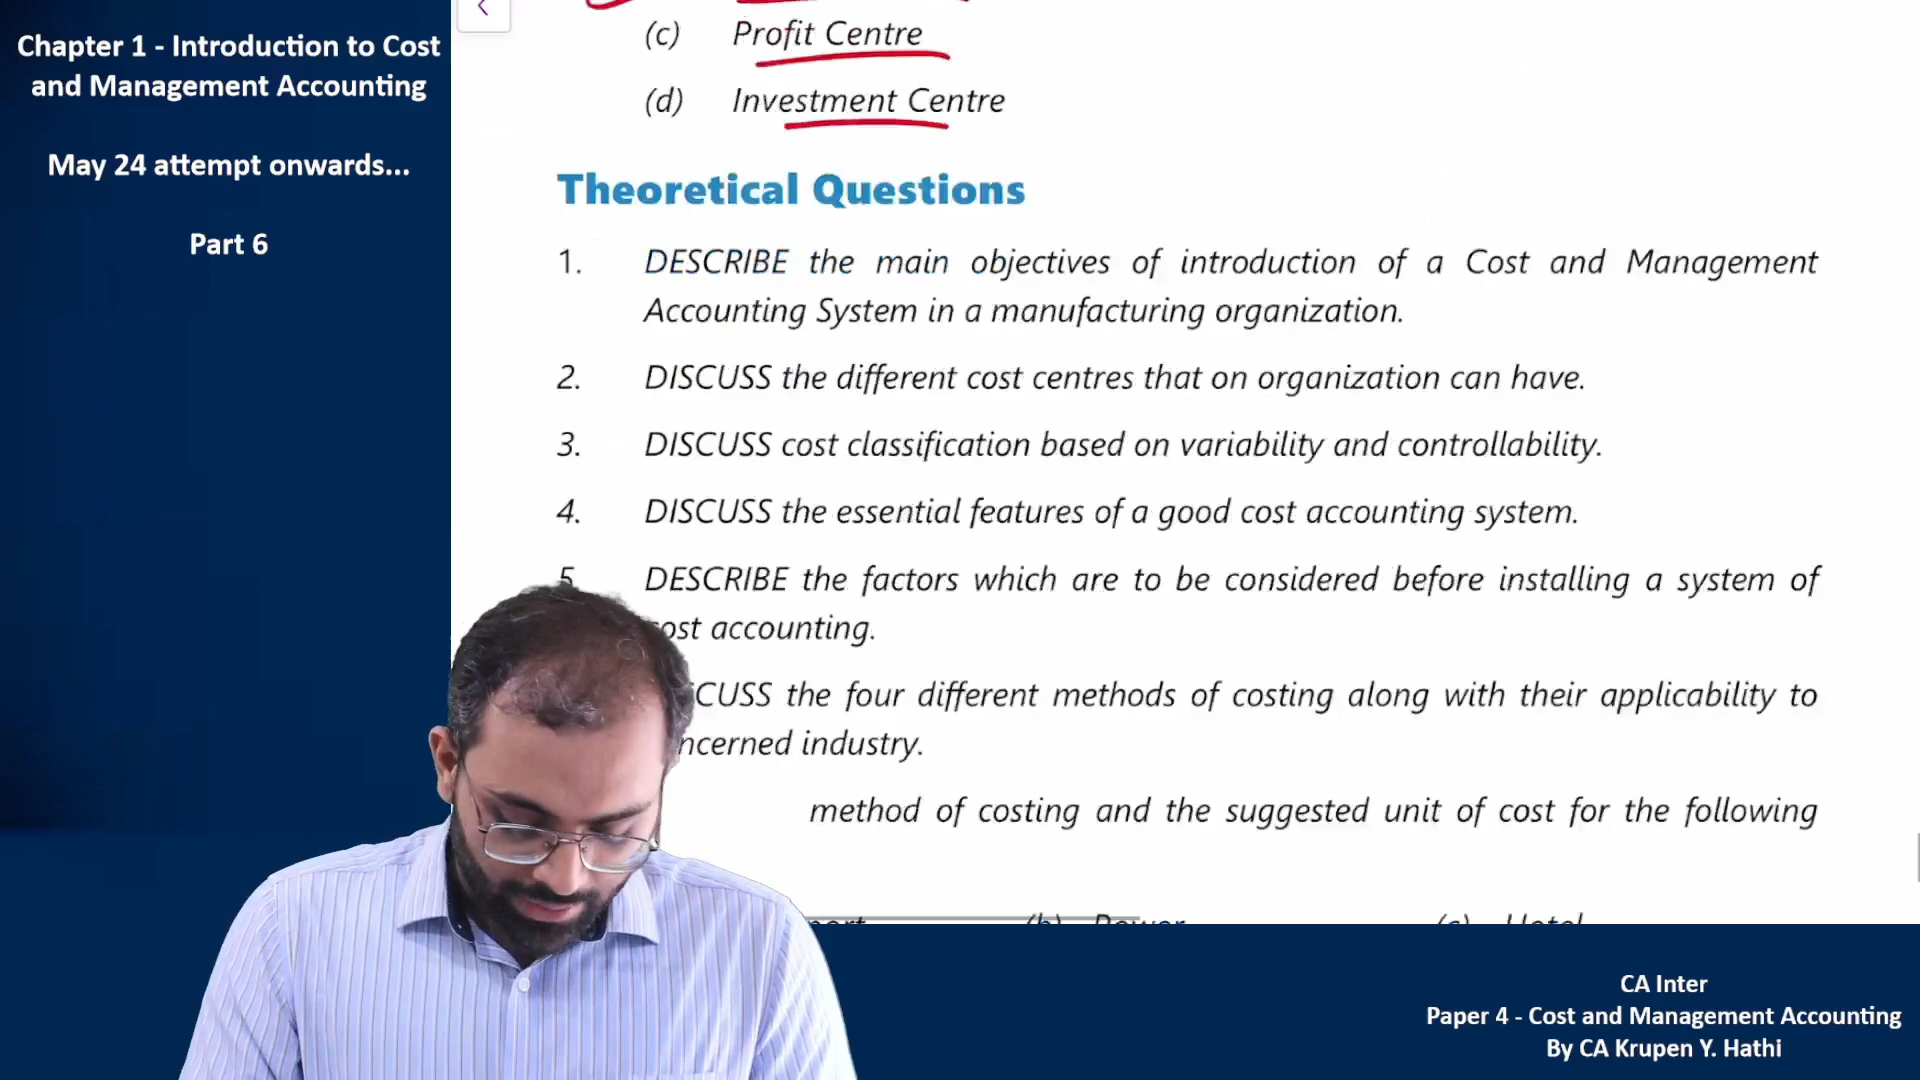 Chapter 1 - Introduction to Cost
and Management Accounting
May 24 attempt onwards...
Part 6
(c) Profit Centre
(d) Investment Centre
Theoretical Questions
1. DESCRIBE the main objectives of introduction of a Cost and Management
Accounting System in a manufacturing organization.
2. DISCUSS the different cost centres that on organization can have.
3. DISCUSS cost classification based on variability and controllability.
4. DISCUSS the essential features of a good cost accounting system.
5. DESCRIBE the factors which are to be considered before installing a system of
cost accounting.
the four different methods of costing along with their applicability to
industry.
method of costing and the suggested unit of cost for the following
(b) Power (c) Hotel
CA Inter
Paper 4 - Cost and Management Accounting
By CA Krupen Y. Hathi